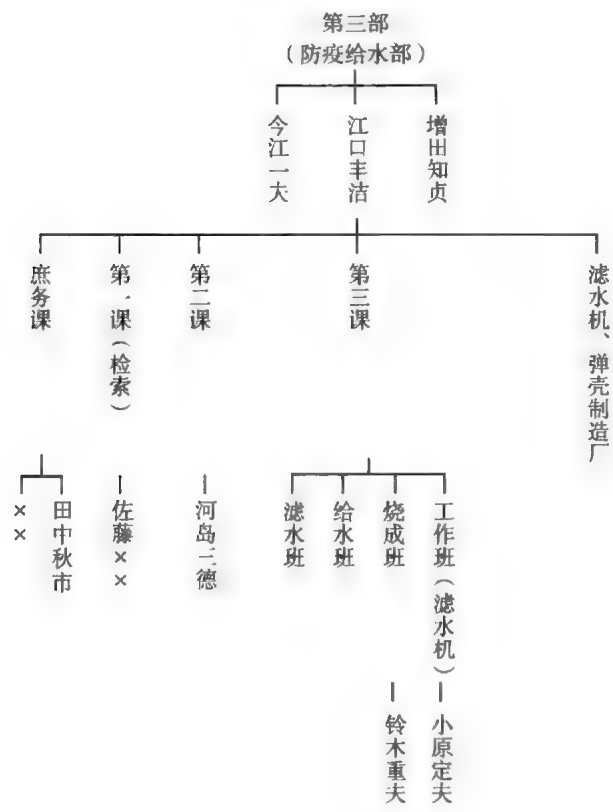 第三部
（防疫给水部）
今江一夫
江口丰洁
增田知贞
庶务课
第一课（检索）
第二课
第三课
滤水机、弹壳制造厂
××
田中秋市
佐藤××
河岛三德
滤水班
给水班
烧成班
工作班（滤水机）
铃木重夫
小原定夫